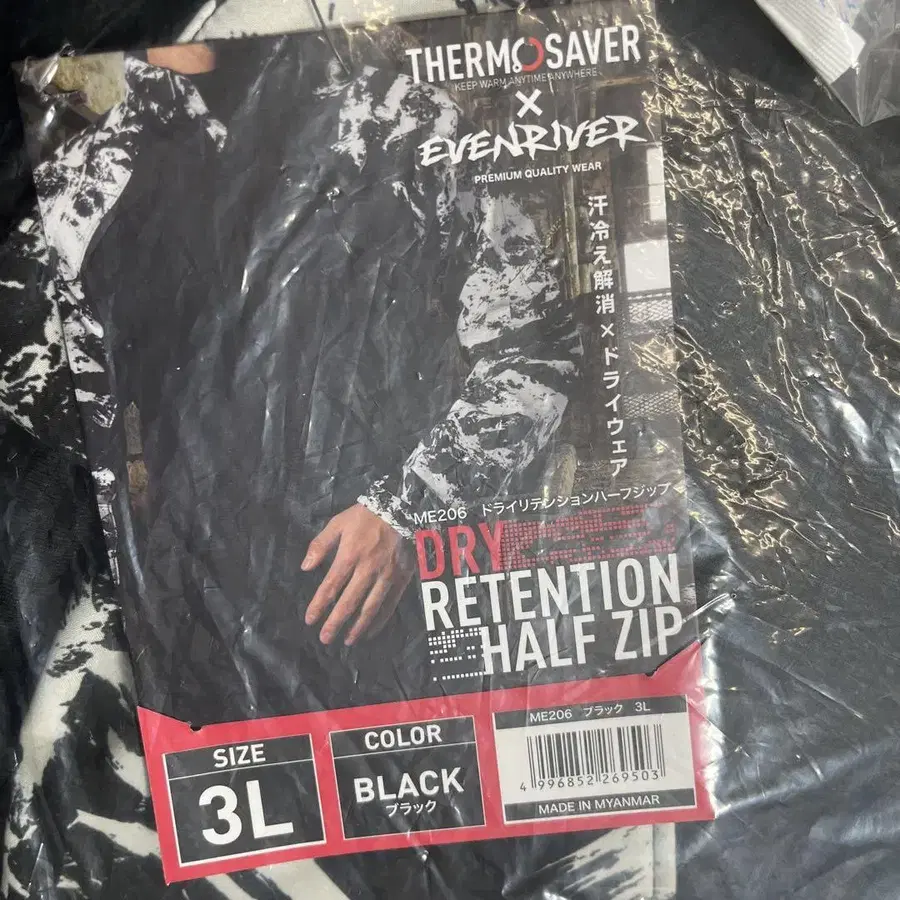 THERMO SAVER
KEEP WARM ANYTIME ANYWHERE
×
EVENRIVER
PREMIUM QUALITY WEAR
汗冷え解消×ドライウェア
ME206 ドライリテンションハーフジップ
DRY
RETENTION
HALF ZIP
SIZE
3L
COLOR
BLACK
ブラック
ME206 ブラック 3L
4 996852 269503
MADE IN MYANMAR